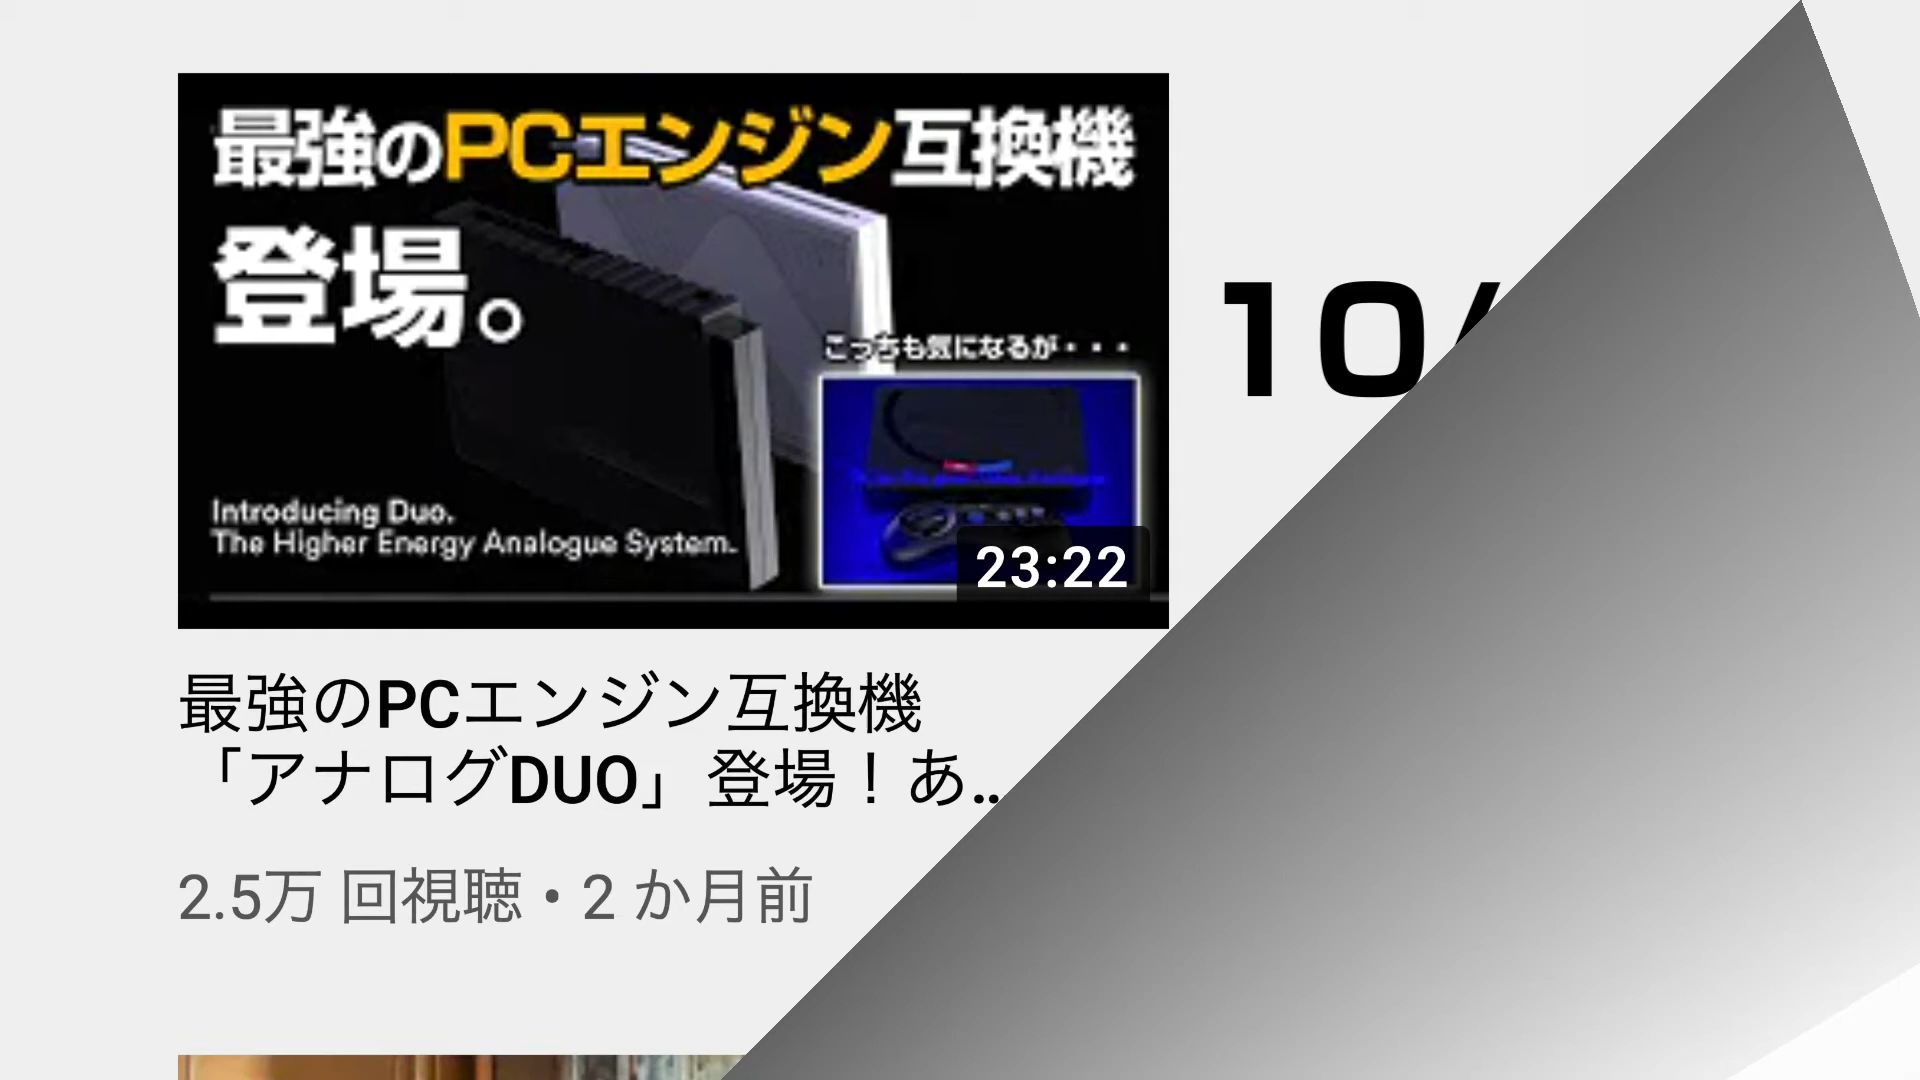 最強のPCエンジン互換機
登場。
こっちも気になるが・・・
Introducing Duo.
The Higher Energy Analogue System.
23:22
10/
最強のPCエンジン互換機
「アナログDUO」登場！あ..
2.5万 回視聴・2 か月前